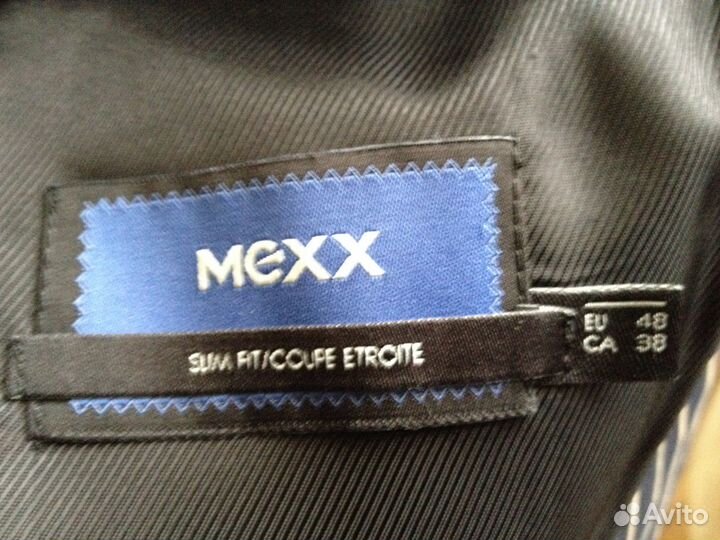 MEXX
SLIM FIT/COUPE ETROITE
EU 48
CA 38
Avito